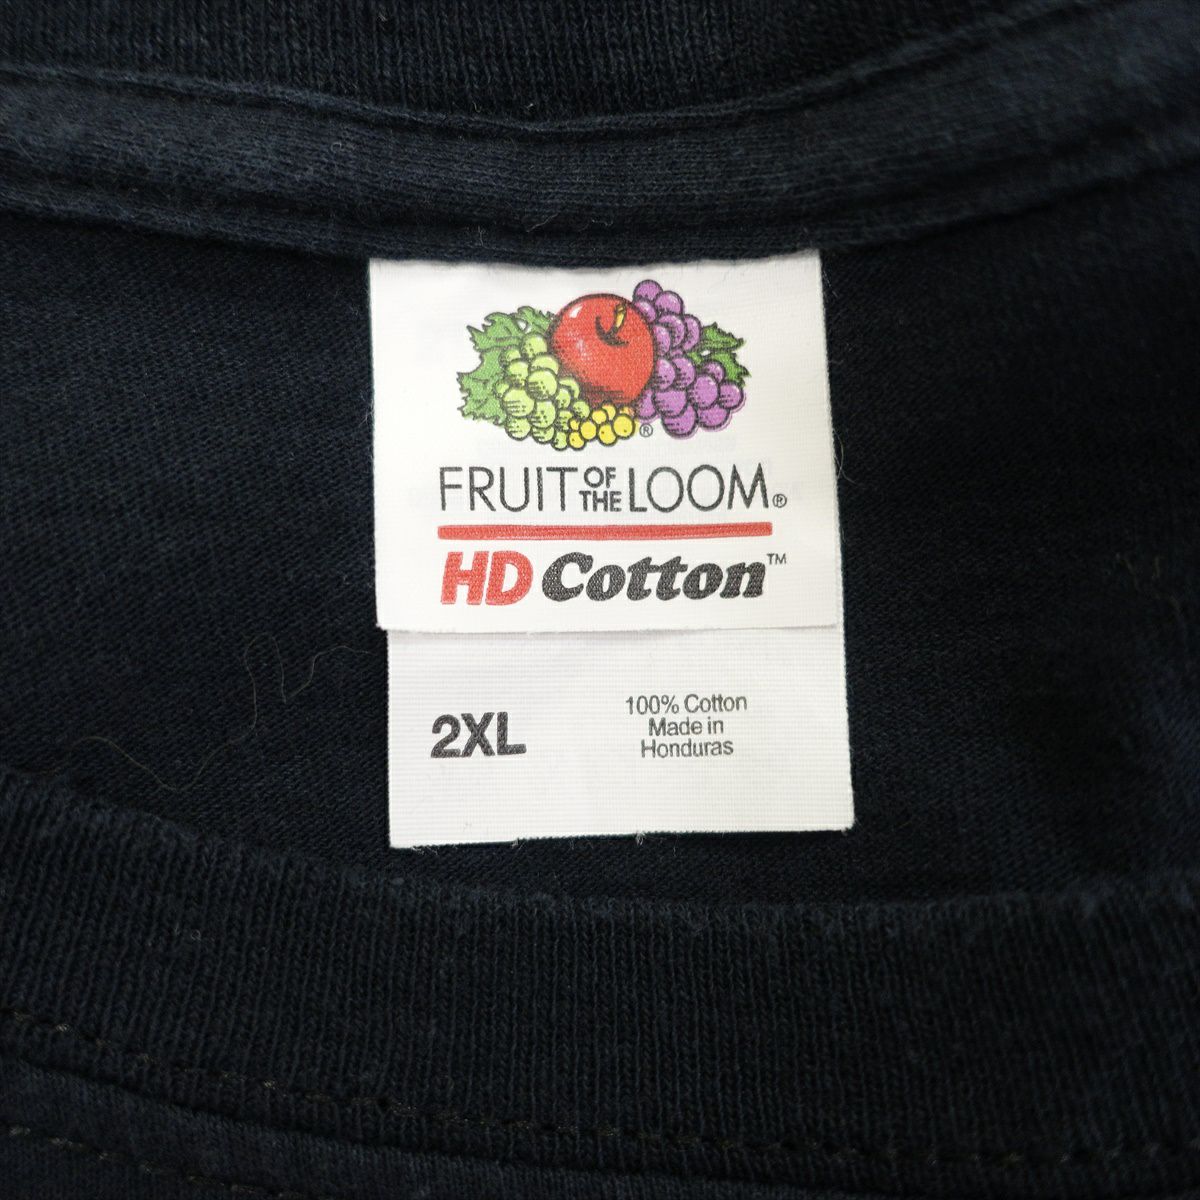 ®
FRUIT OF THE LOOM®
HD Cotton™
2XL
100% Cotton
Made in
Honduras